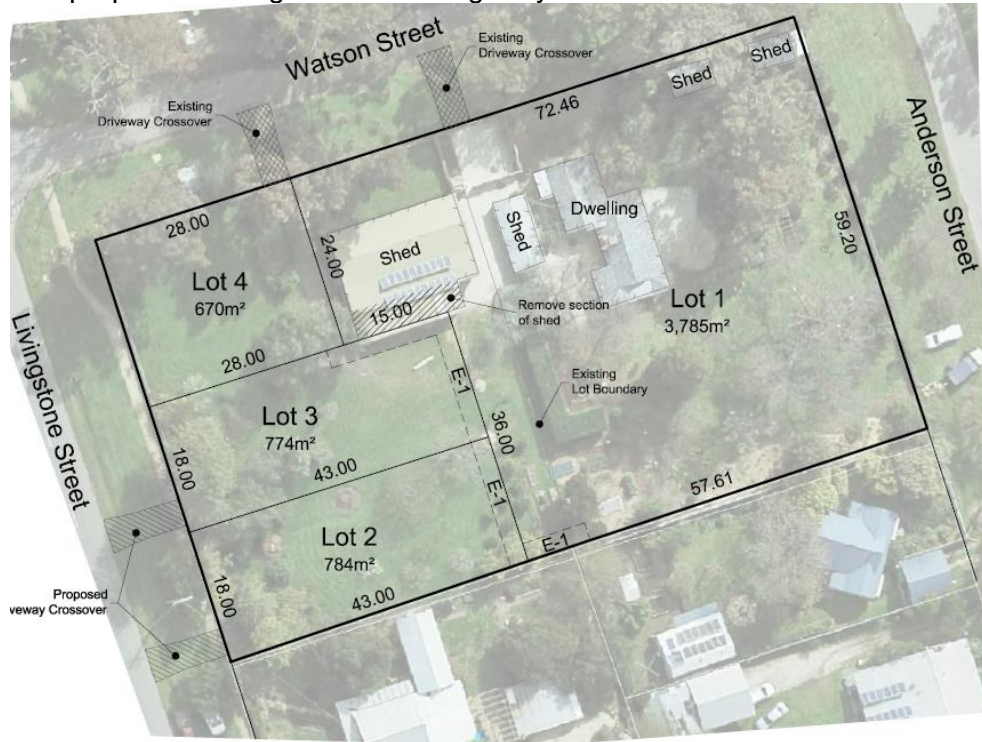 Watson Street
Existing
Driveway Crossover
Existing
Driveway Crossover
Shed
Shed
72.46
Anderson Street
28.00
24.00
Shed
Shed
Dwelling
59.20
Lot 4
670m²
Lot 1
3,785m²
15.00
Remove section
of shed
28.00
Livingstone Street
E-1
Existing
Lot Boundary
Lot 3
774m²
36.00
18.00
43.00
E-1
57.61
Lot 2
784m²
E-1
18.00
43.00
Proposed
veway Crossover